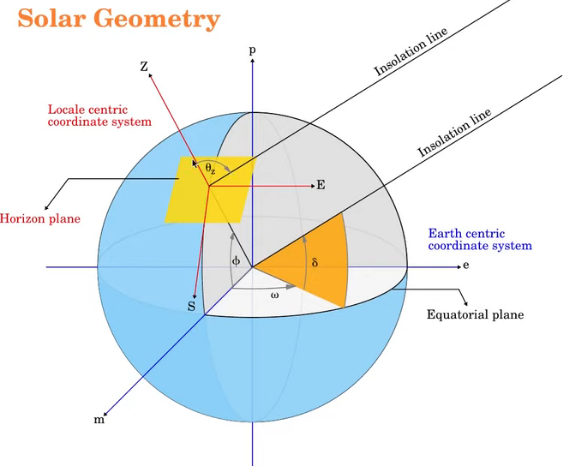 Solar Geometry
Insolation line
p
Z
Locale centric
coordinate system
Insolation line
θz
E
Horizon plane
Earth centric
coordinate system
ϕ
δ
e
ω
S
Equatorial plane
m